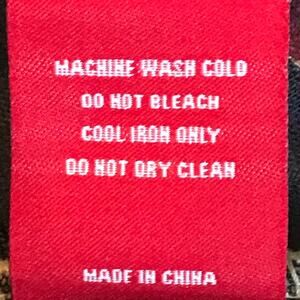 MACHINE WASH COLD
DO NOT BLEACH
COOL IRON ONLY
DO NOT DRY CLEAN
MADE IN CHINA